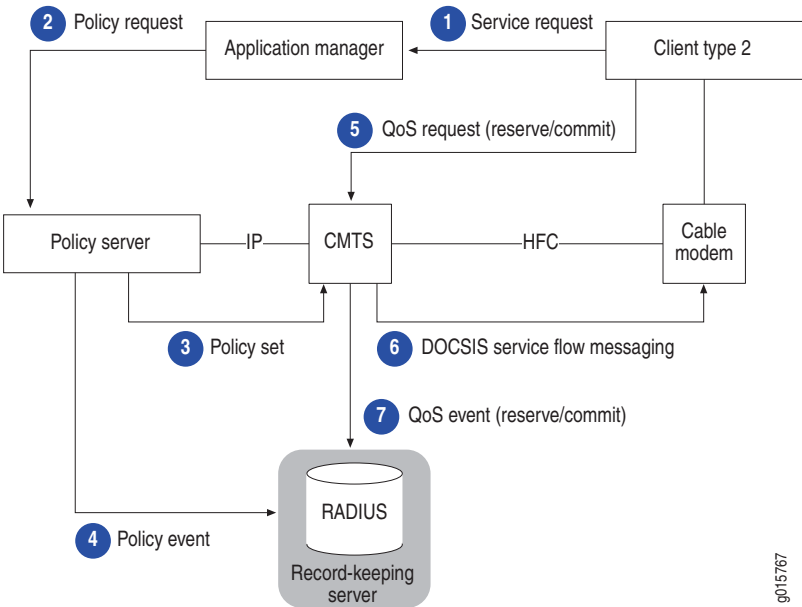 2 Policy request
Application manager
1 Service request
Client type 2
5 QoS request (reserve/commit)
Policy server
IP
CMTS
HFC
Cable
modem
3 Policy set
6 DOCSIS service flow messaging
7 QoS event (reserve/commit)
RADIUS
4 Policy event
Record-keeping
server
g015767